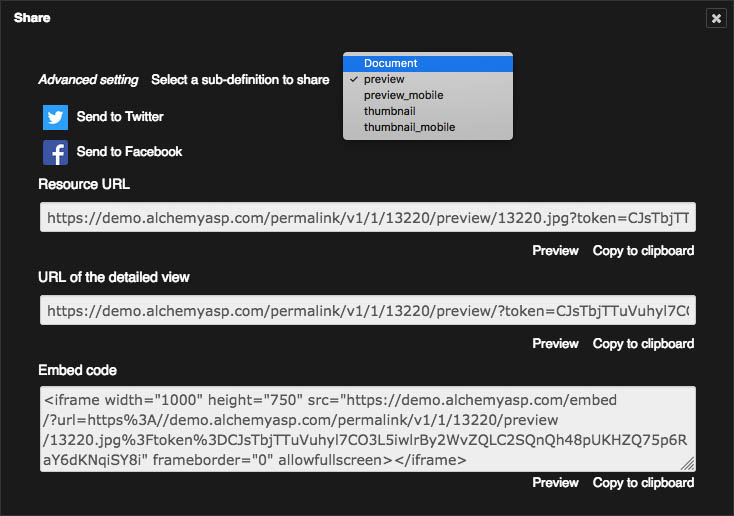 Share
Advanced setting Select a sub-definition to share
Document
✓ preview
preview_mobile
thumbnail
thumbnail_mobile
Send to Twitter
Send to Facebook
Resource URL
https://demo.alchemyasp.com/permalink/v1/1/13220/preview/13220.jpg?token=CJsTbjTT
Preview Copy to clipboard
URL of the detailed view
https://demo.alchemyasp.com/permalink/v1/1/13220/preview/?token=CJsTbjTTuVuhyl7CO
Preview Copy to clipboard
Embed code
<iframe width="1000" height="750" src="https://demo.alchemyasp.com/embed
/?url=https%3A//demo.alchemyasp.com/permalink/v1/1/13220/preview
/13220.jpg%3Ftoken%3DCJsTbjTTuVuhyl7CO3L5iwlrBy2WvZQLC2SQnQh48pUKHZQ75p6R
aY6dKNqiSY8i" frameborder="0" allowfullscreen></iframe>
Preview Copy to clipboard